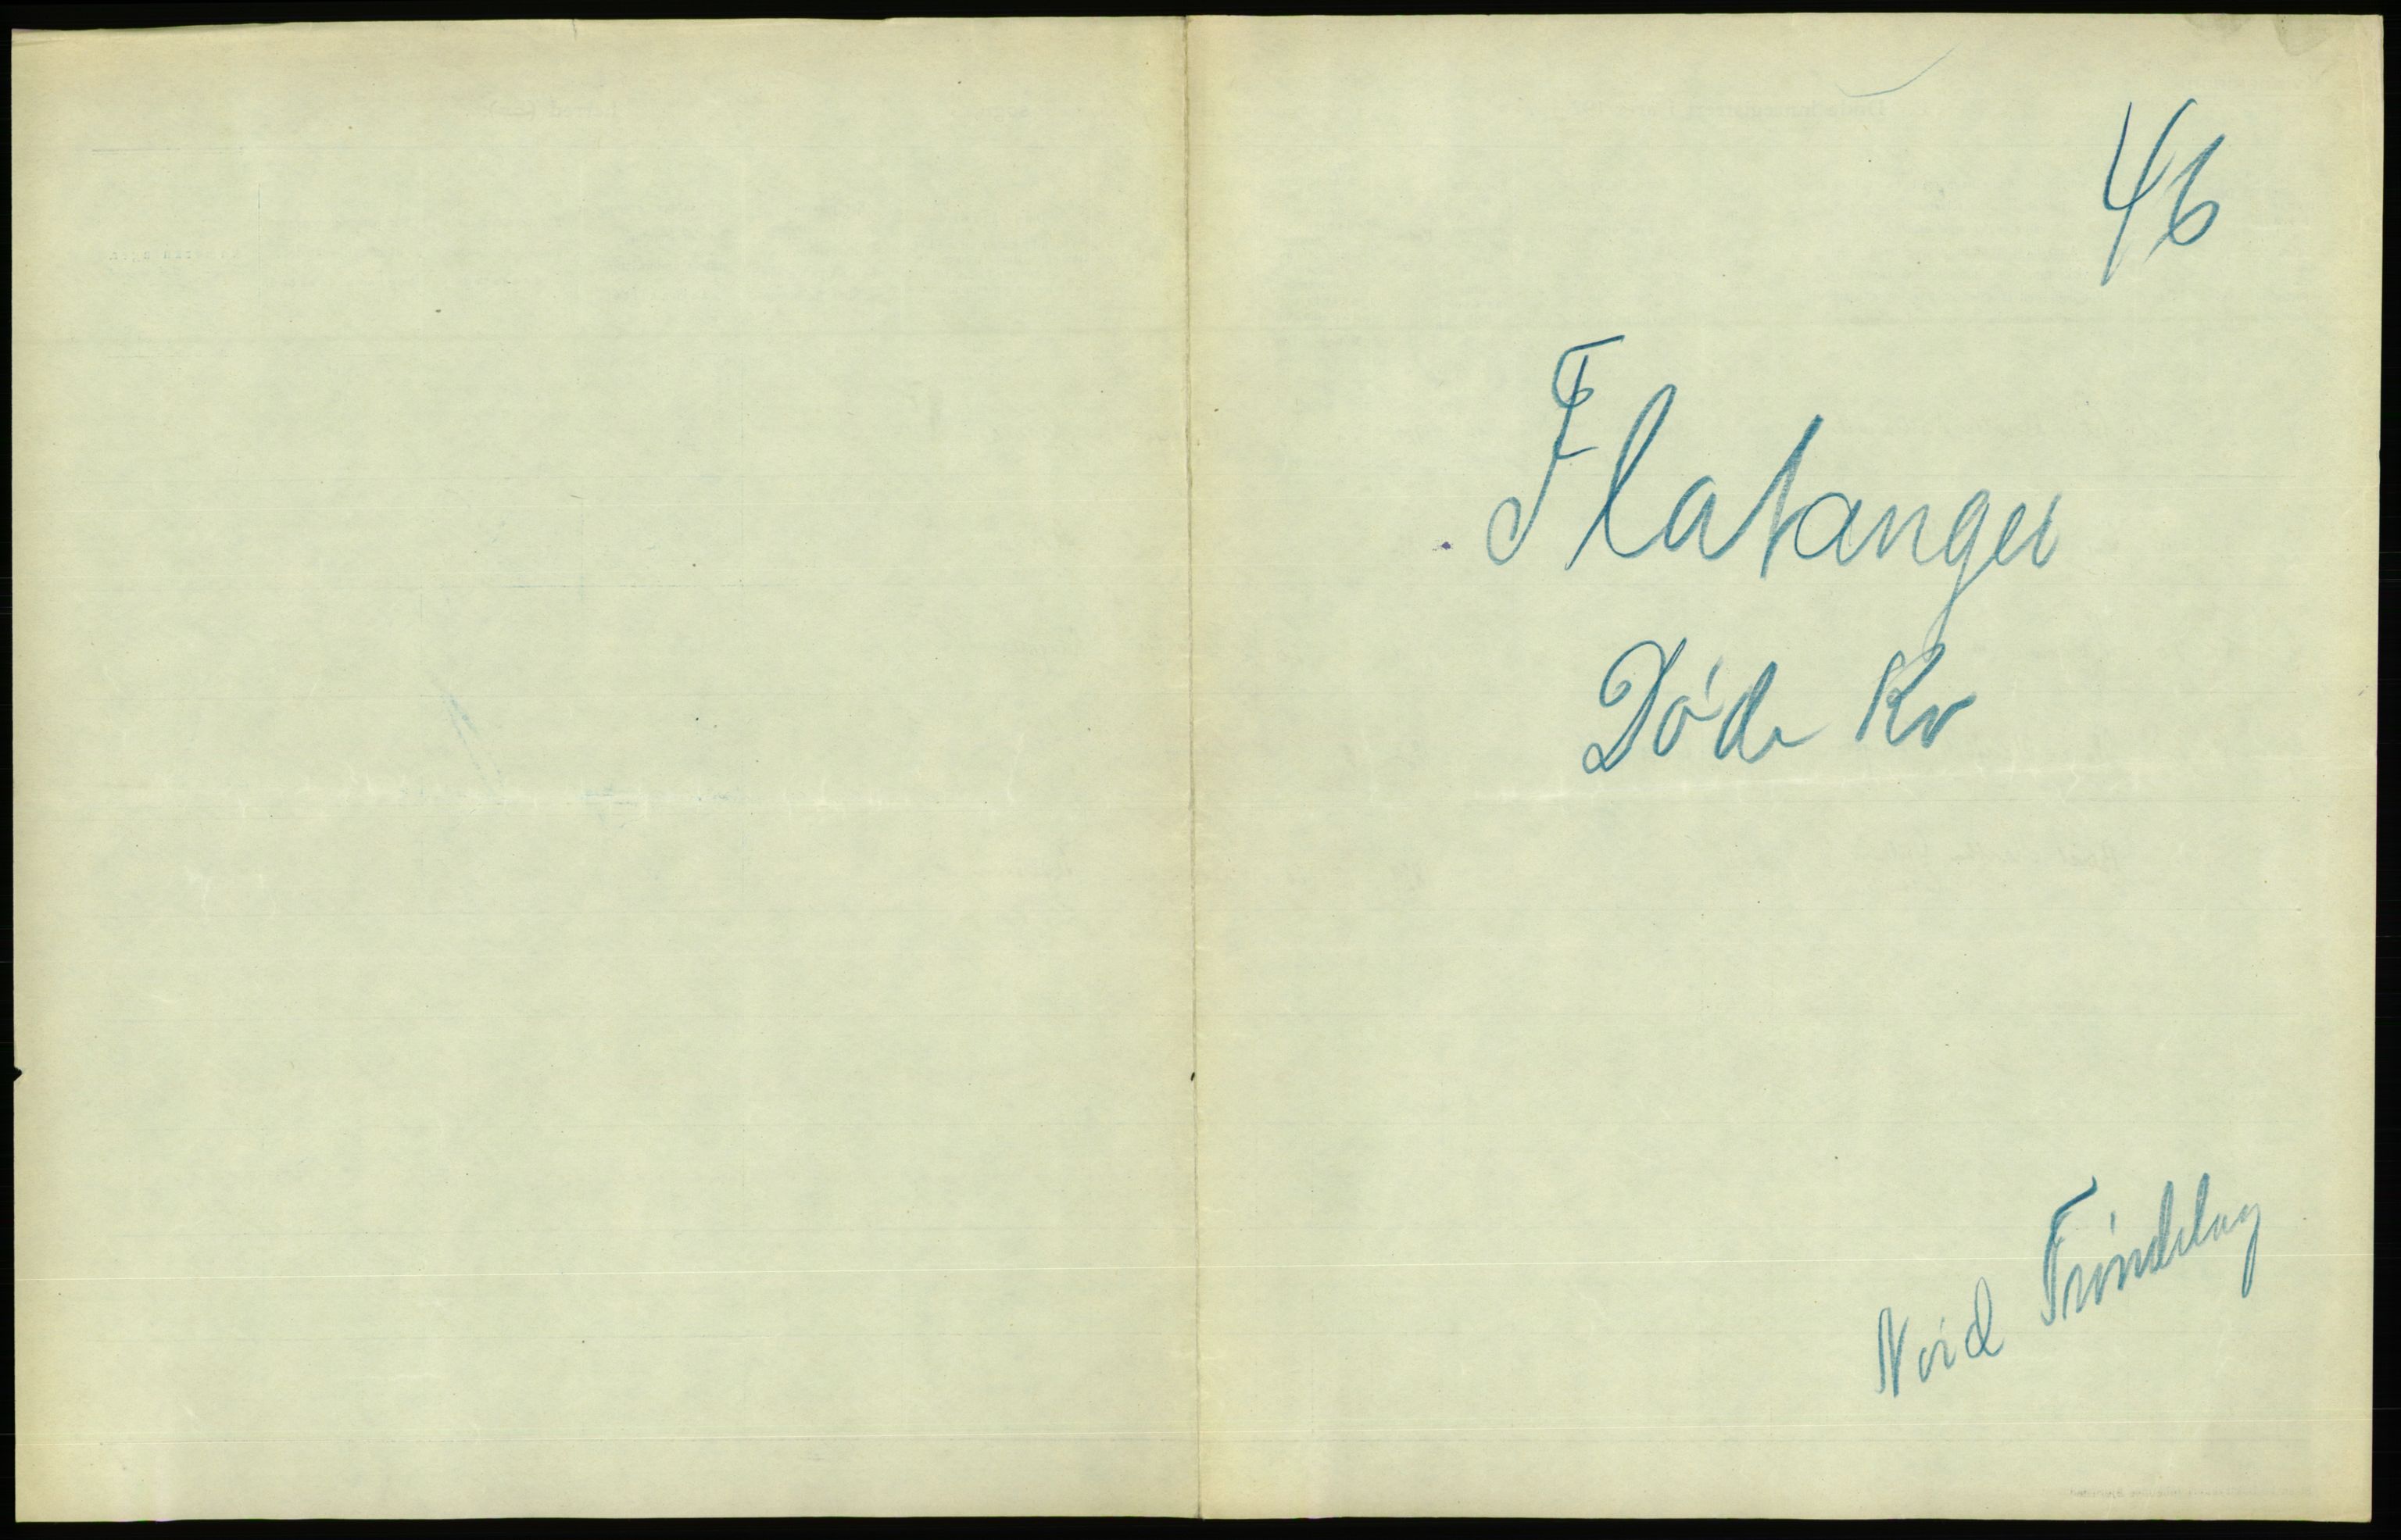 46
Flatanger
Døde Kv
Nord Trøndelag